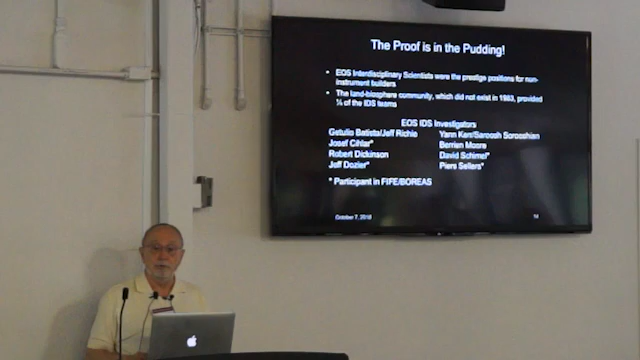 The Proof is in the Pudding!
• EOS Interdisciplinary Scientists were the prestige positions for non-
instrument builders
• The land-biosphere community, which did not exist in 1983, provided
of the IDS teams
EOS IDS Investigators
Getulio Batista/Jeff Richie Yann Kerr/Soroosh Sorooshian
Josef Cihlar* Berrien Moore
Robert Dickinson David Schimel*
Jeff Dozier* Piers Sellers*
* Participant in FIFE/BOREAS
October 7, 2016